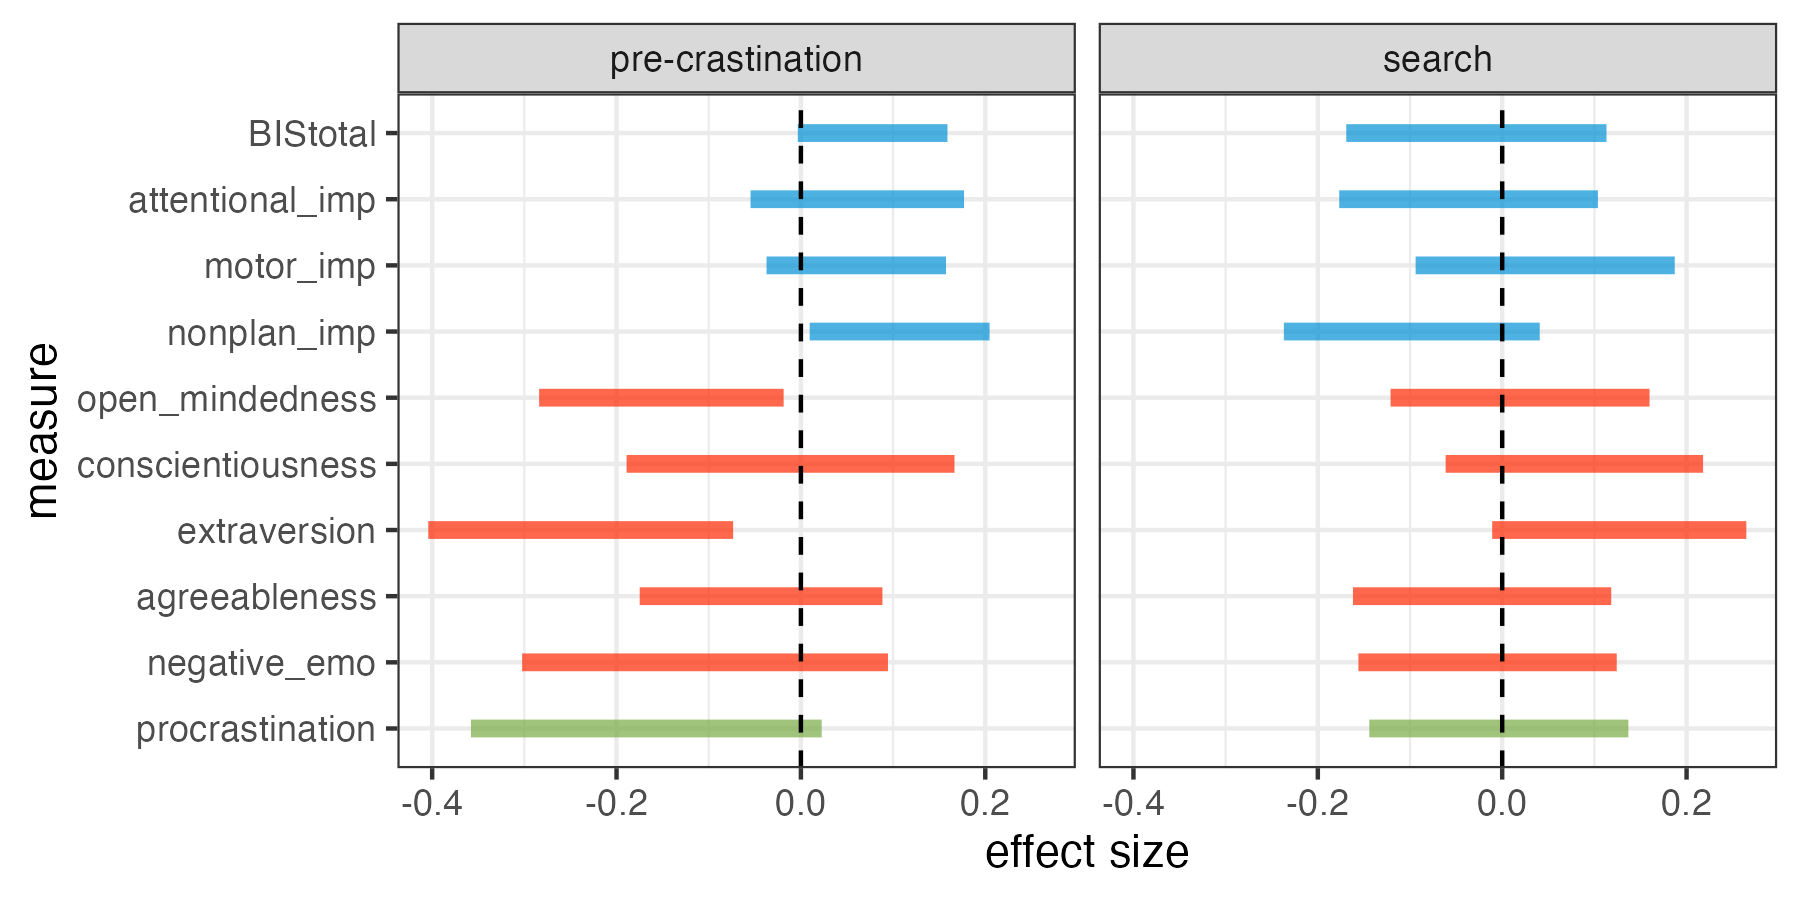 pre-crastination
search
BIStotal
attentional_imp
motor_imp
nonplan_imp
open_mindedness
conscientiousness
extraversion
agreeableness
negative_emo
procrastination
measure
-0.4 -0.2 0.0 0.2
-0.4 -0.2 0.0 0.2
effect size